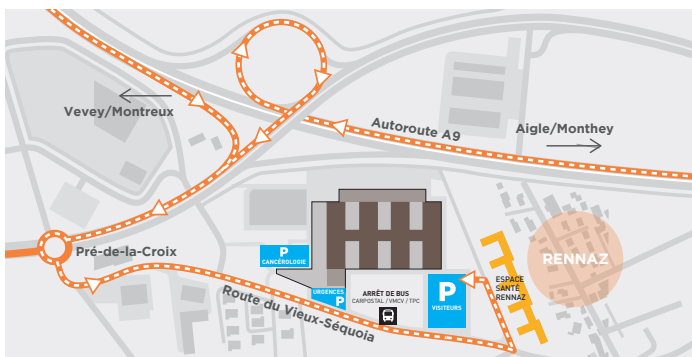 Vevey/Montreux
Autoroute A9
Aigle/Monthey
Pré-de-la-Croix
P
CANCÉROLOGIE
URGENCES
P
ARRÊT DE BUS
CARPOSTAL / VMCV / TPC
P
VISITEURS
ESPACE
SANTÉ
RENNAZ
RENNAZ
Route du Vieux-Séquoia